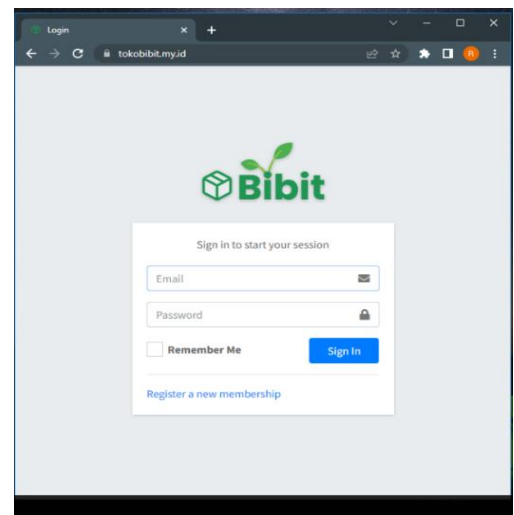 Login
tokobibit.my.id
R
Bibit
Sign in to start your session
Email
Password
Remember Me
Sign In
Register a new membership